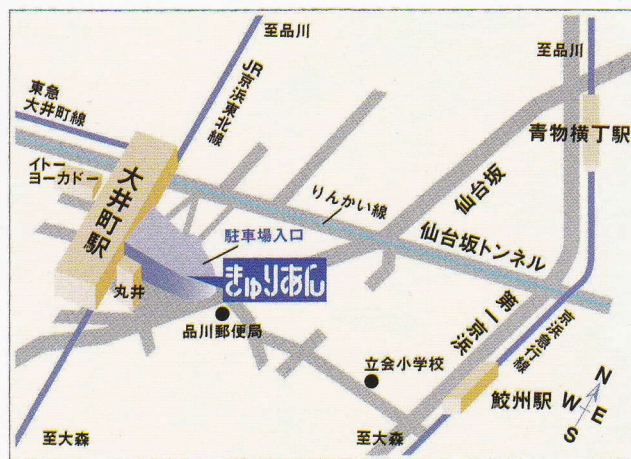 至品川
至品川
東急
大井町線
JR京浜東北線
青物横丁駅
イトー
ヨーカドー
大井町駅
りんかい線
仙台坂
駐車場入口
仙台坂トンネル
きゅりあん
丸井
品川郵便局
第一京浜
京浜急行線
立会小学校
鮫州駅
N
W
E
S
至大森
至大森